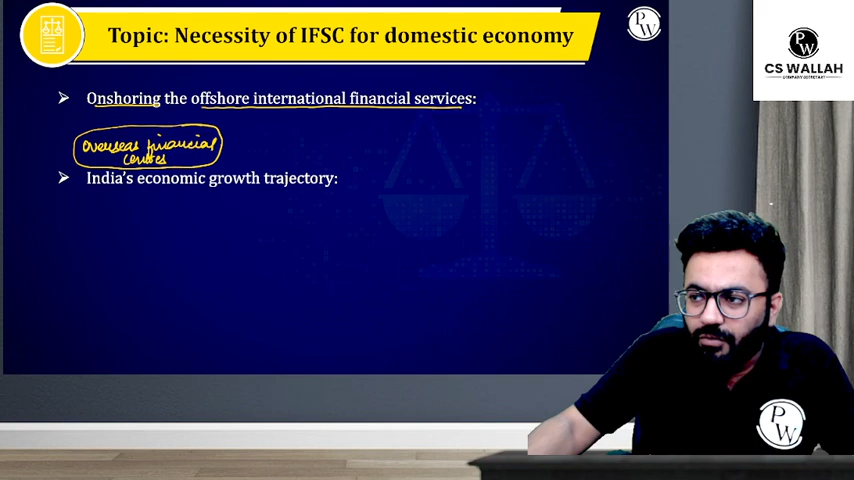 Topic: Necessity of IFSC for domestic economy
PW
PW
CS WALLAH
COMPANY SECRETARY
➤ Onshoring the offshore international financial services:
overseas financial
centres
➤ India's economic growth trajectory:
PW